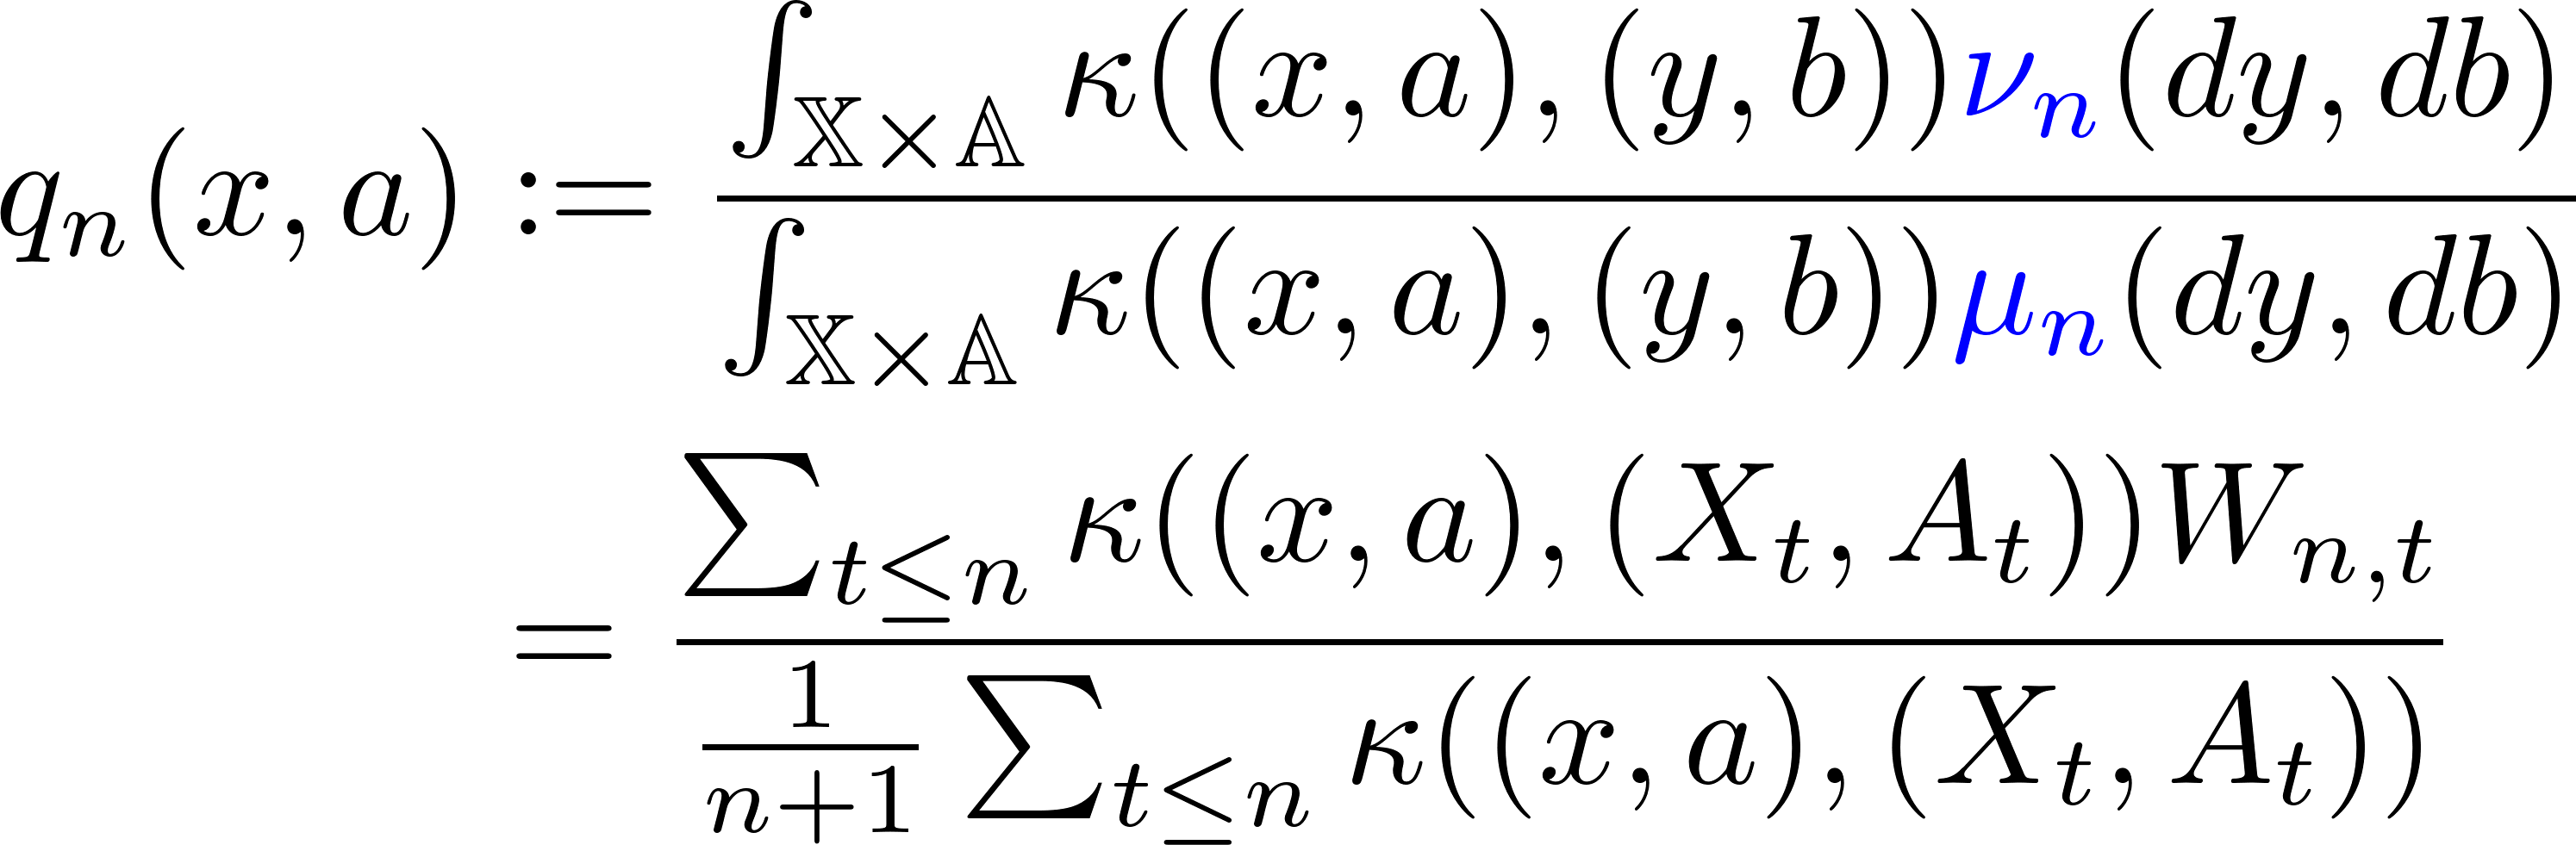 $q_n(x,a) := \frac{\int_{\mathbb{X}\times\mathbb{A}} \kappa((x,a),(y,b))\nu_n(dy,db)}{\int_{\mathbb{X}\times\mathbb{A}} \kappa((x,a),(y,b))\mu_n(dy,db)}$
$= \frac{\sum_{t\leq n} \kappa((x,a),(X_t,A_t))W_{n,t}}{\frac{1}{n+1}\sum_{t\leq n} \kappa((x,a),(X_t,A_t))}$